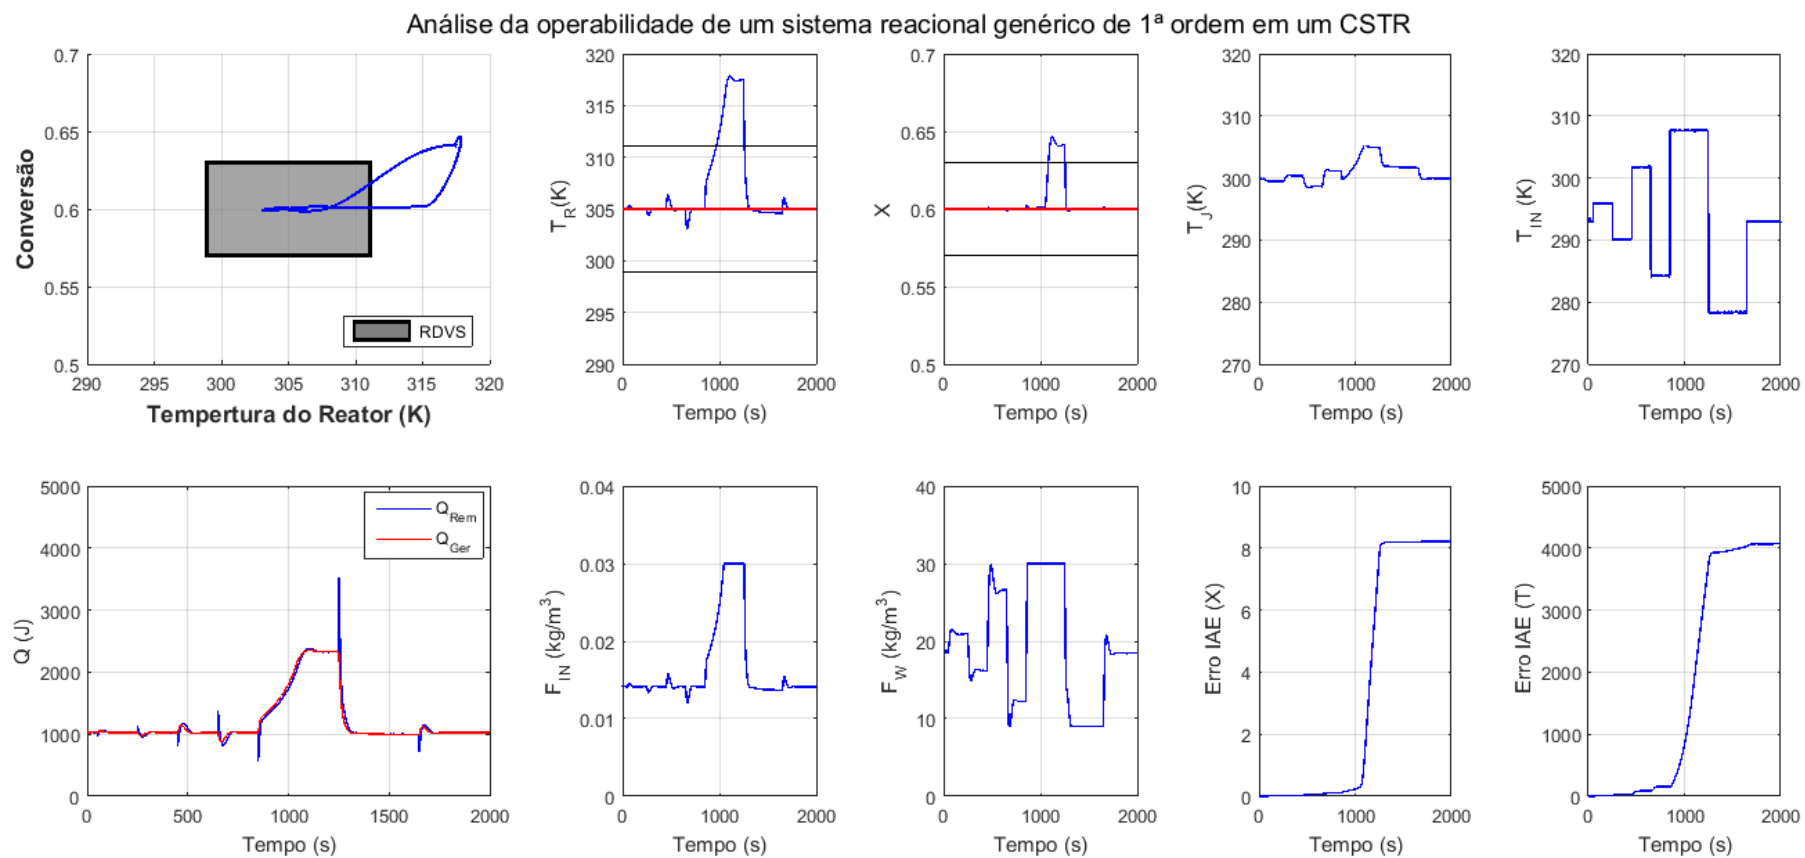 Análise da operabilidade de um sistema reacional genérico de 1ª ordem em um CSTR
0.7
0.65
0.6
0.55
0.5
Conversão
RDVS
290 295 300 305 310 315 320
Tempertura do Reator (K)
320
315
310
305
300
295
290
T_R(K)
0 1000 2000
Tempo (s)
0.7
0.65
0.6
0.55
0.5
X
0 1000 2000
Tempo (s)
320
310
300
290
280
270
T_J(K)
0 1000 2000
Tempo (s)
320
310
300
290
280
270
T_IN (K)
0 1000 2000
Tempo (s)
5000
4000
3000
2000
1000
0
Q (J)
Q_Rem
Q_Ger
0 500 1000 1500 2000
Tempo (s)
0.04
0.03
0.02
0.01
0
F_IN (kg/m³)
0 1000 2000
Tempo (s)
40
30
20
10
0
F_W (kg/m³)
0 1000 2000
Tempo (s)
10
8
6
4
2
0
Erro IAE (X)
0 1000 2000
Tempo (s)
5000
4000
3000
2000
1000
0
Erro IAE (T)
0 1000 2000
Tempo (s)